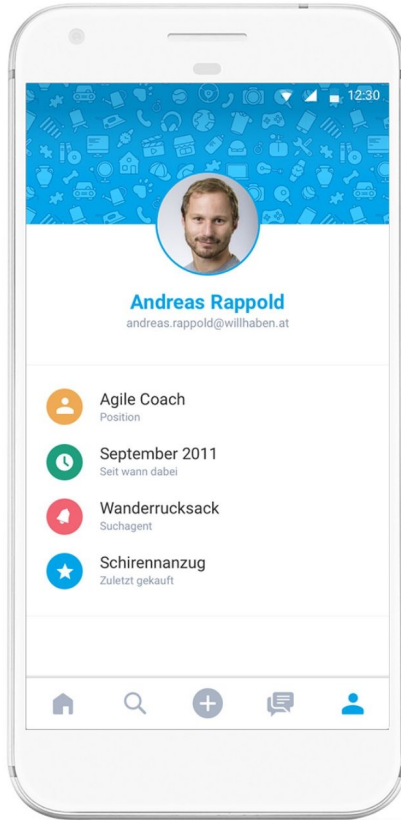 12:30
Andreas Rappold
andreas.rappold@willhaben.at
Agile Coach
Position
September 2011
Seit wann dabei
Wanderrucksack
Suchagent
Schirennanzug
Zuletzt gekauft